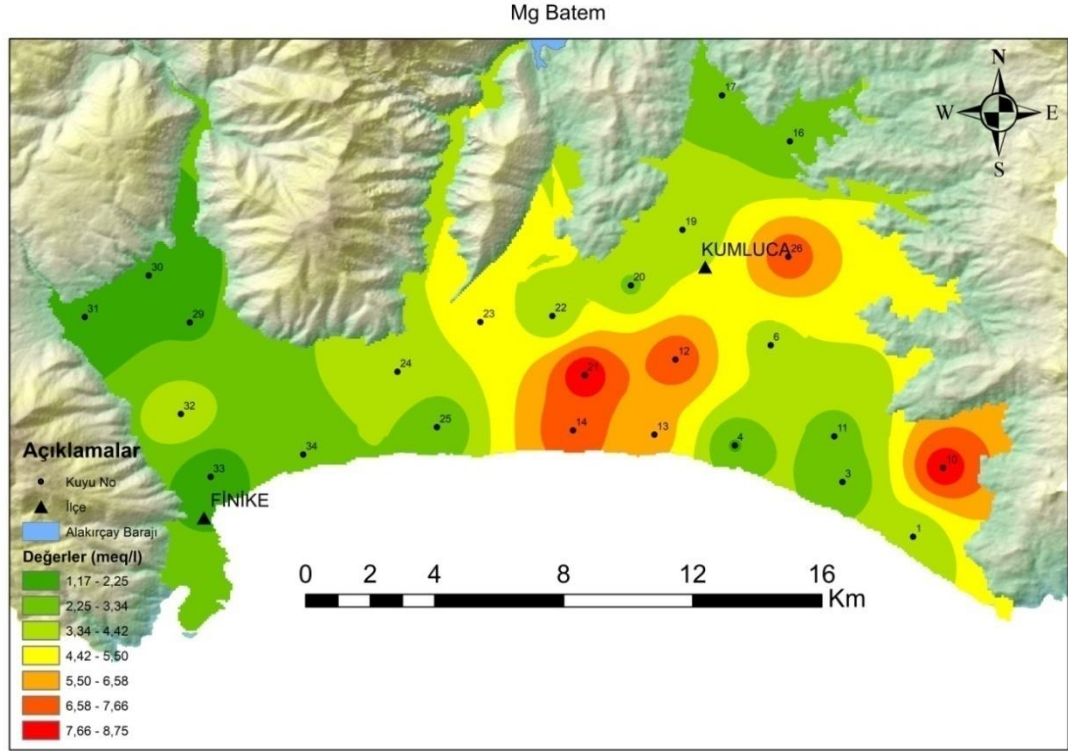 Mg Batem
N
W E
S
17
16
19
KUMLUCA 26
30
20
31
29
22
23
6
12
24
21
32
25
14
13
4
11
34
10
33
3
FİNİKE
1
Açıklamalar
Kuyu No
İlçe
Alakırçay Barajı
Değerler (meq/l)
1,17 - 2,25
2,25 - 3,34
3,34 - 4,42
4,42 - 5,50
5,50 - 6,58
6,58 - 7,66
7,66 - 8,75
0 2 4 8 12 16
Km